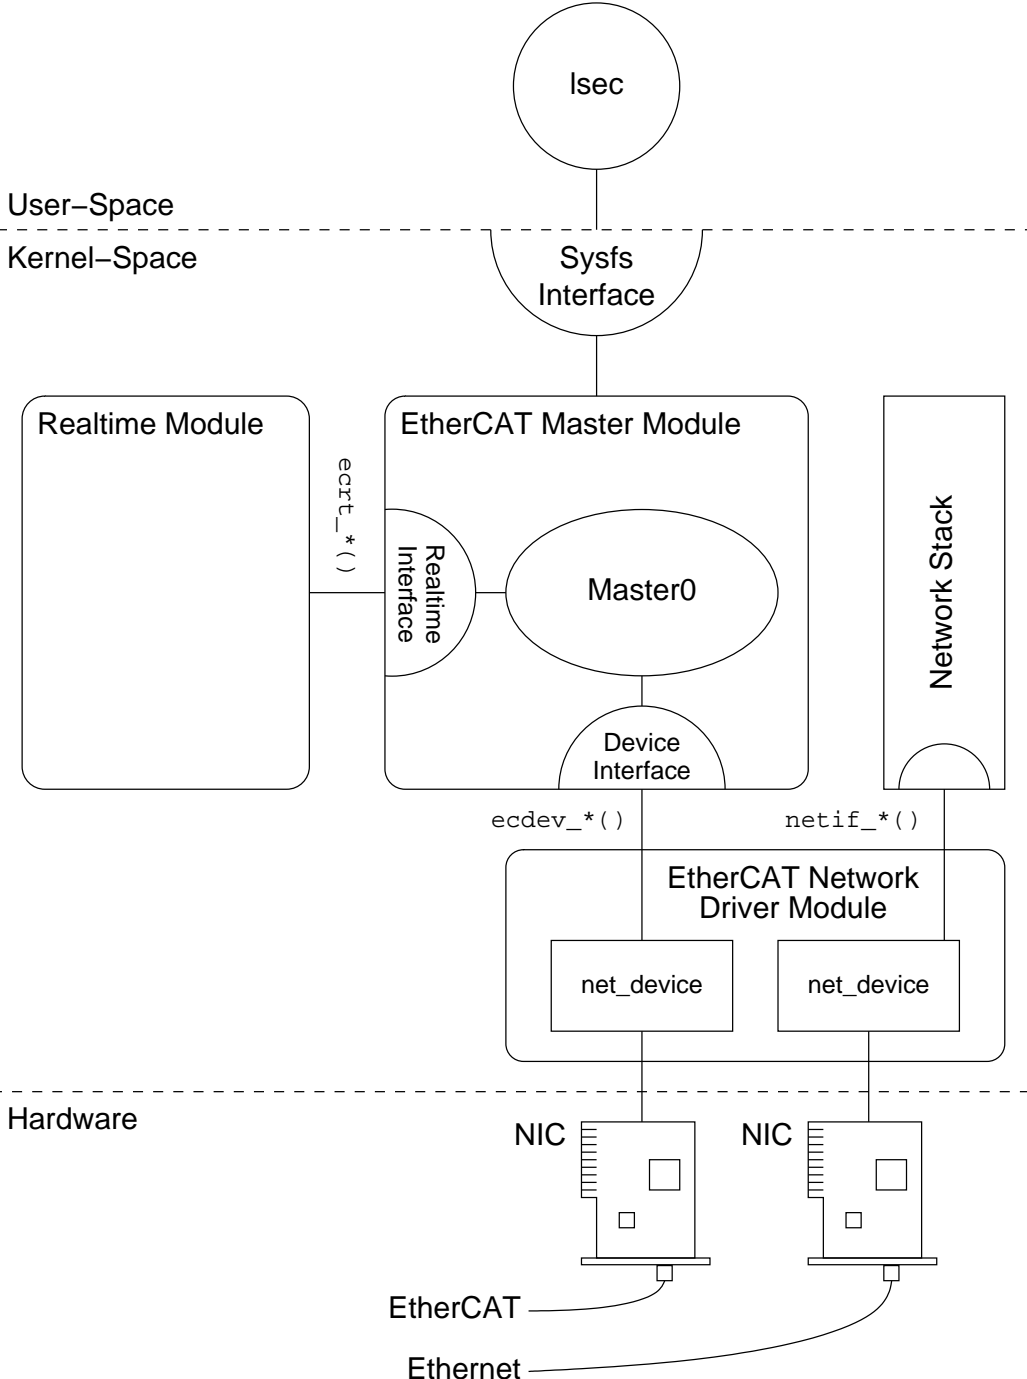 lsec
User−Space
Kernel−Space
Sysfs
Interface
Realtime Module
EtherCAT Master Module
ecrt_*()
Realtime
Interface
Master0
Network Stack
Device
Interface
ecdev_*()
netif_*()
EtherCAT Network
Driver Module
net_device
net_device
Hardware
NIC
NIC
EtherCAT
Ethernet